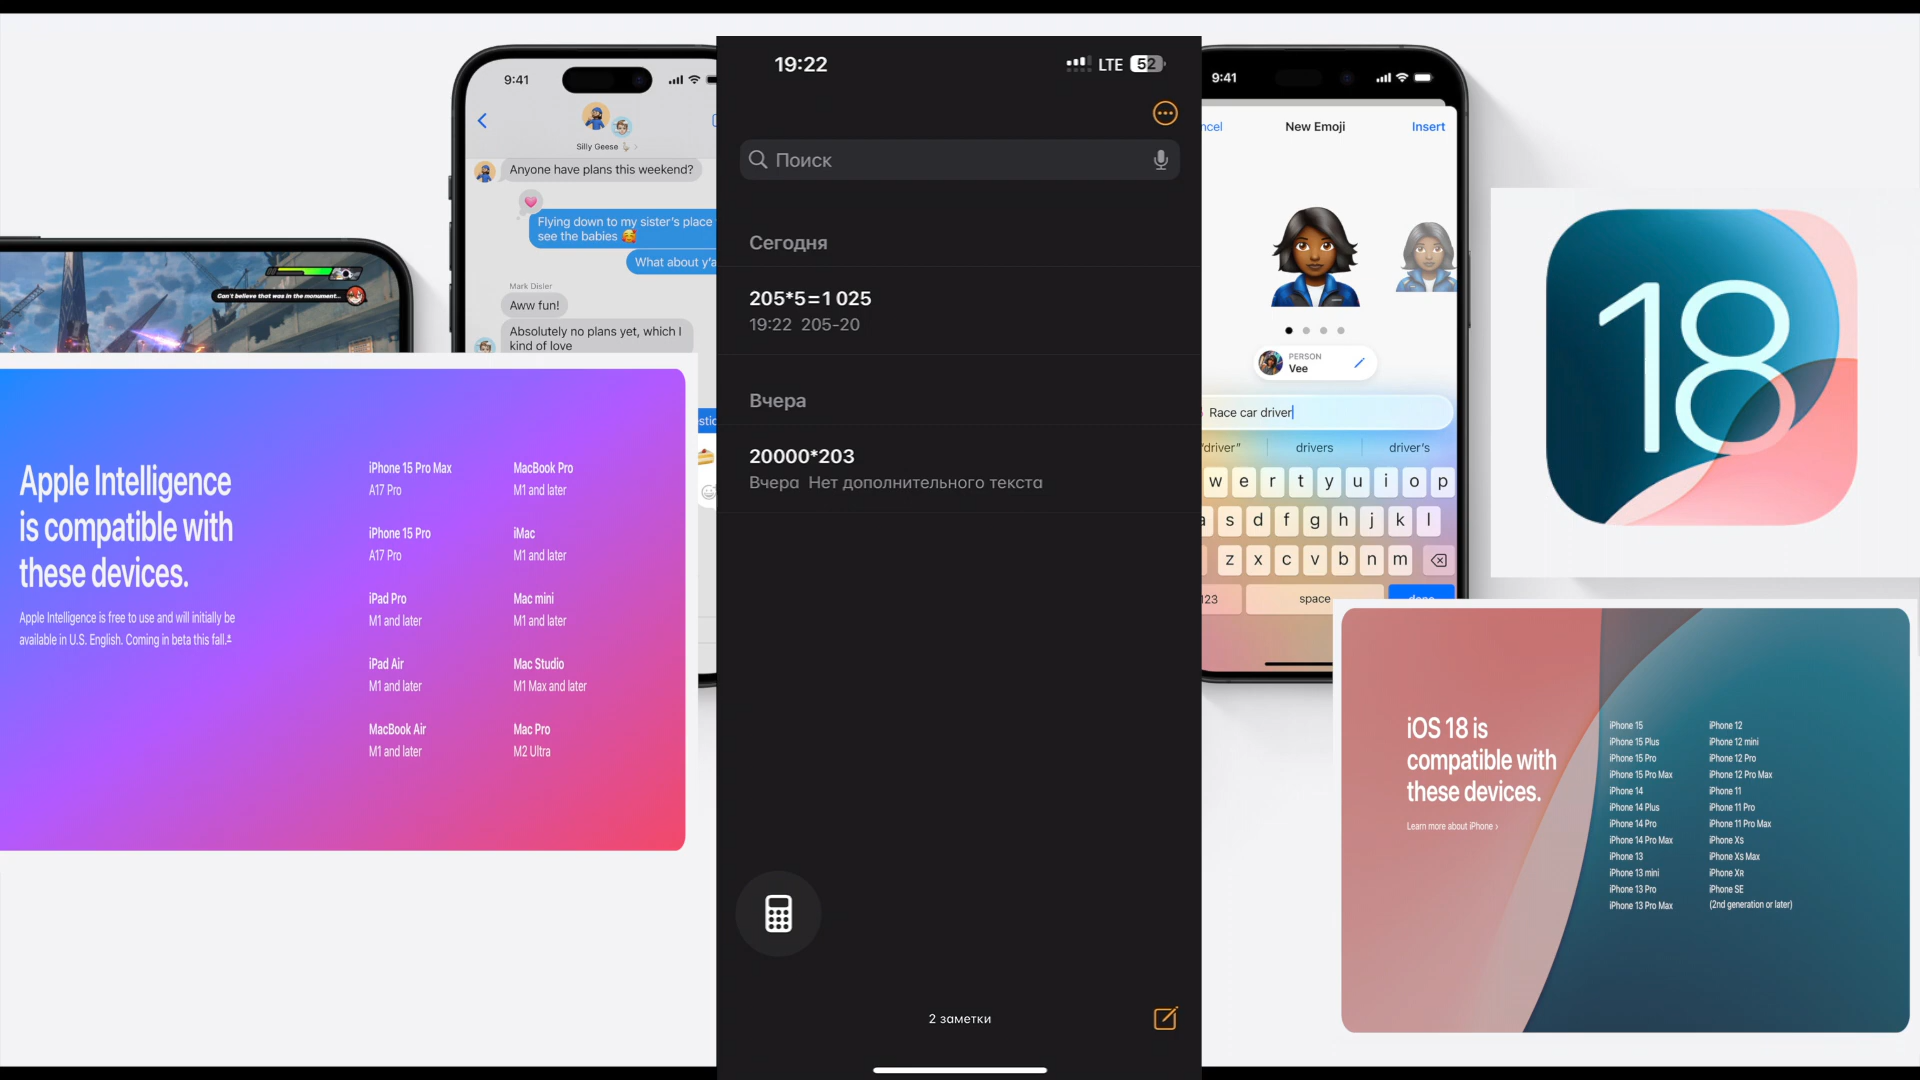 9:41
Silly Geese
Anyone have plans this weekend?
Flying down to my sister's place
see the babies 🥰
What about y'a
Mark Disler
Aww fun!
Absolutely no plans yet, which I
kind of love
Can't believe that was in the monument...
Apple Intelligence
is compatible with
these devices.
Apple Intelligence is free to use and will initially be
available in U.S. English. Coming in beta this fall.
iPhone 15 Pro Max
A17 Pro
iPhone 15 Pro
A17 Pro
iPad Pro
M1 and later
iPad Air
M1 and later
MacBook Air
M1 and later
MacBook Pro
M1 and later
iMac
M1 and later
Mac mini
M1 and later
Mac Studio
M1 Max and later
Mac Pro
M2 Ultra
19:22
LTE 52
Поиск
Сегодня
205*5=1 025
19:22 205-20
Вчера
20000*203
Вчера Нет дополнительного текста
2 заметки
9:41
ncel New Emoji Insert
PERSON
Vee
Race car driver
"driver" drivers driver's
w e r t y u i o p
a s d f g h j k l
z x c v b n m
123 space done
18
iOS 18 is
compatible with
these devices.
Learn more about iPhone >
iPhone 15
iPhone 15 Plus
iPhone 15 Pro
iPhone 15 Pro Max
iPhone 14
iPhone 14 Plus
iPhone 14 Pro
iPhone 14 Pro Max
iPhone 13
iPhone 13 mini
iPhone 13 Pro
iPhone 13 Pro Max
iPhone 12
iPhone 12 mini
iPhone 12 Pro
iPhone 12 Pro Max
iPhone 11
iPhone 11 Pro
iPhone 11 Pro Max
iPhone Xs
iPhone Xs Max
iPhone XR
iPhone SE
(2nd generation or later)